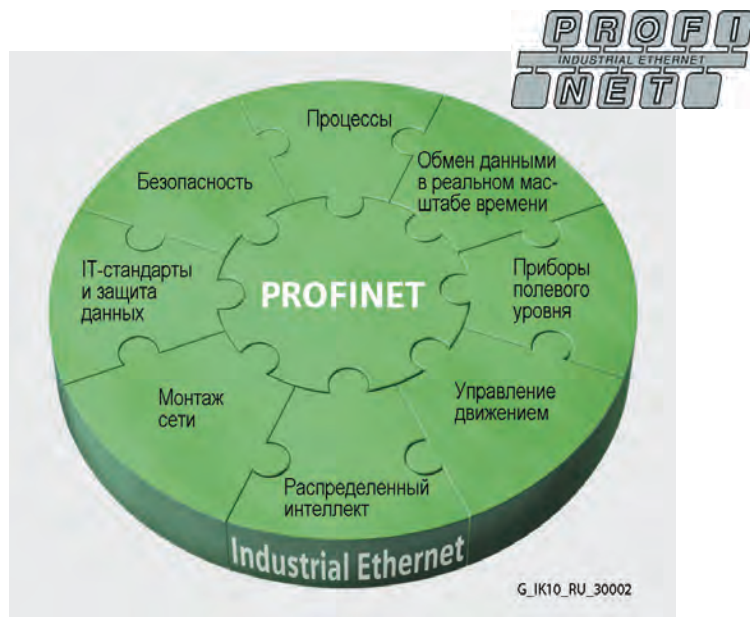 PROFI
INDUSTRIAL ETHERNET
NET
Процессы
Обмен данными
в реальном мас-
штабе времени
Безопасность
IT-стандарты
и защита
данных
PROFINET
Приборы
полевого
уровня
Монтаж
сети
Управление
движением
Распределенный
интеллект
Industrial Ethernet
G_IK10_RU_30002